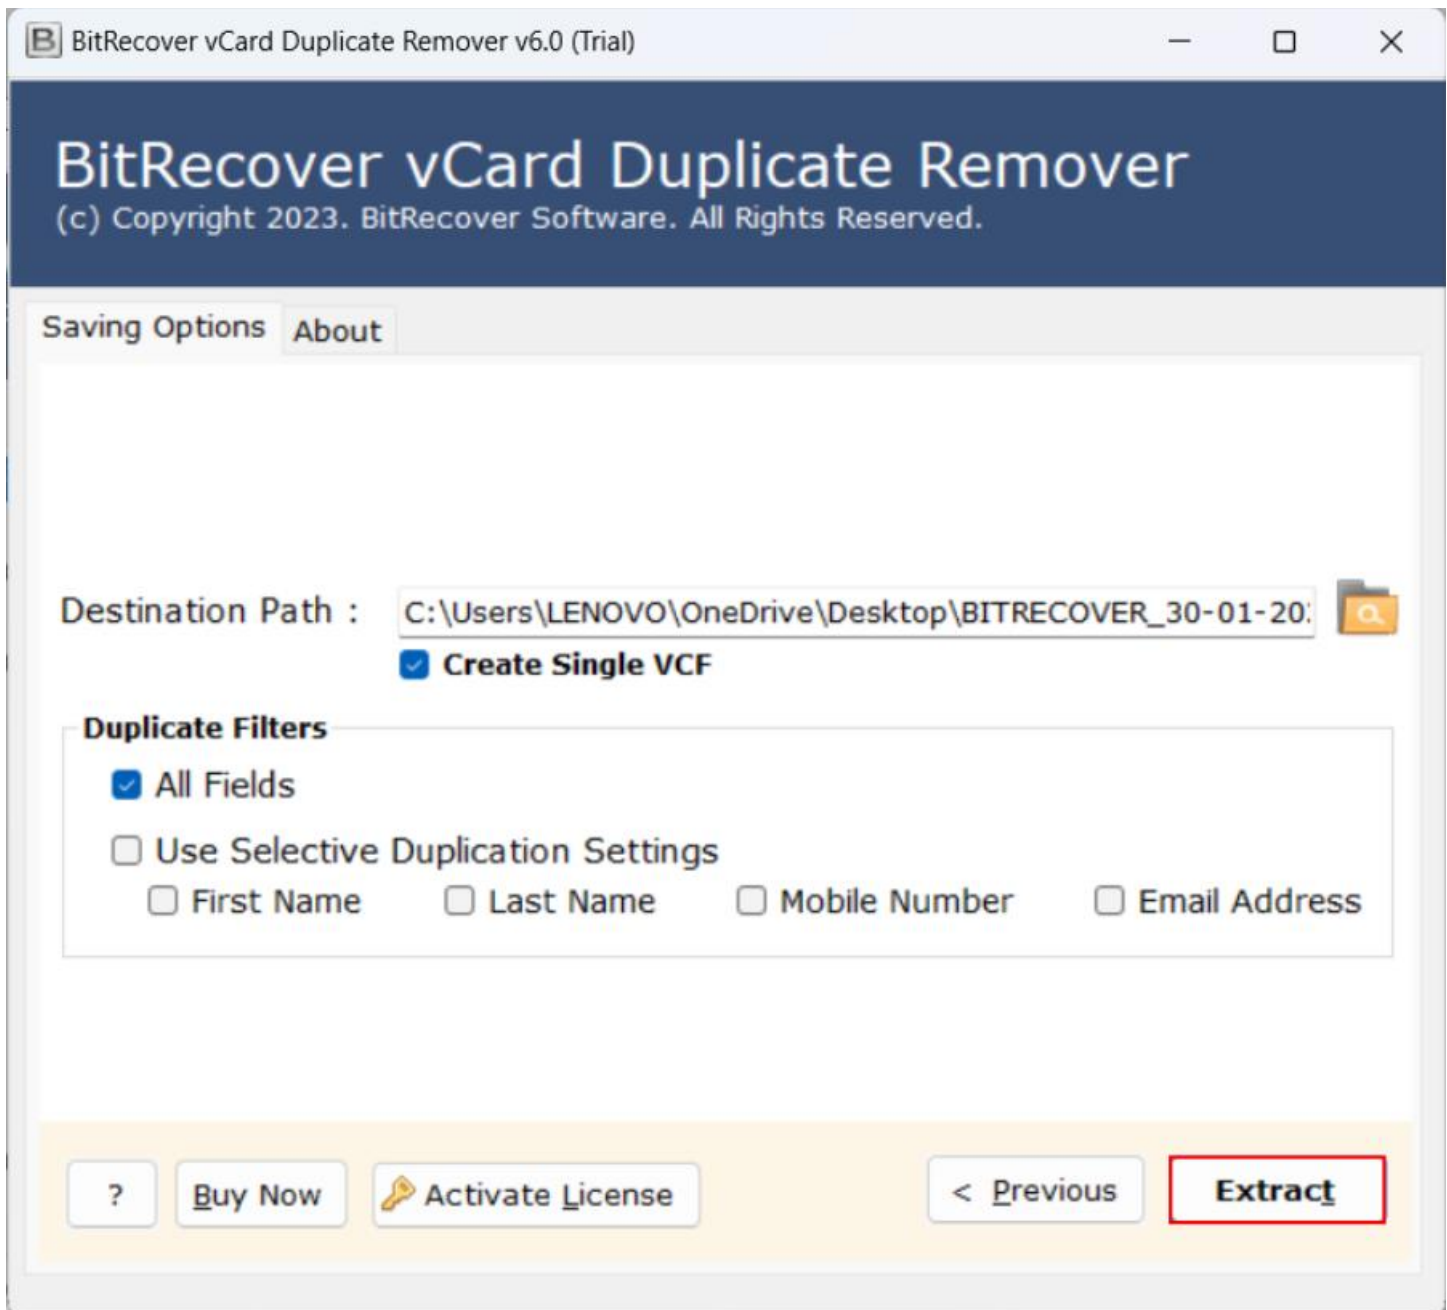 BitRecover vCard Duplicate Remover v6.0 (Trial)
BitRecover vCard Duplicate Remover
(c) Copyright 2023. BitRecover Software. All Rights Reserved.
Saving Options About
Destination Path : C:\Users\LENOVO\OneDrive\Desktop\BITRECOVER_30-01-20
Create Single VCF
Duplicate Filters
All Fields
Use Selective Duplication Settings
First Name Last Name Mobile Number Email Address
? Buy Now Activate License < Previous Extract